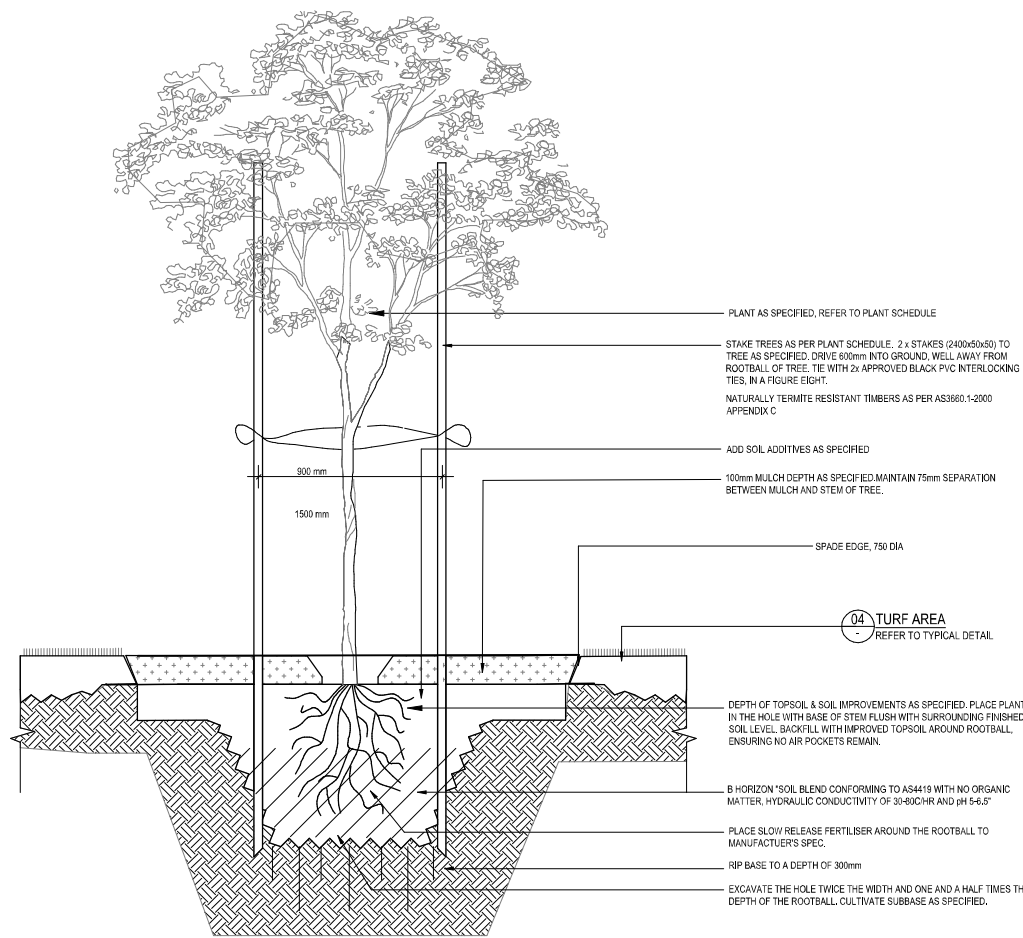 PLANT AS SPECIFIED, REFER TO PLANT SCHEDULE
STAKE TREES AS PER PLANT SCHEDULE. 2 x STAKES (2400x50x50) TO
TREE AS SPECIFIED. DRIVE 600mm INTO GROUND, WELL AWAY FROM
ROOTBALL OF TREE. TIE WITH 2x APPROVED BLACK PVC INTERLOCKING
TIES, IN A FIGURE EIGHT.
NATURALLY TERMITE RESISTANT TIMBERS AS PER AS3660.1-2000
APPENDIX C
ADD SOIL ADDITIVES AS SPECIFIED
900 mm
100mm MULCH DEPTH AS SPECIFIED.MAINTAIN 75mm SEPARATION
BETWEEN MULCH AND STEM OF TREE.
1500 mm
SPADE EDGE, 750 DIA
04 TURF AREA
- REFER TO TYPICAL DETAIL
DEPTH OF TOPSOIL & SOIL IMPROVEMENTS AS SPECIFIED. PLACE PLANT
IN THE HOLE WITH BASE OF STEM FLUSH WITH SURROUNDING FINISHED
SOIL LEVEL. BACKFILL WITH IMPROVED TOPSOIL AROUND ROOTBALL,
ENSURING NO AIR POCKETS REMAIN.
B HORIZON "SOIL BLEND CONFORMING TO AS4419 WITH NO ORGANIC
MATTER, HYDRAULIC CONDUCTIVITY OF 30-80C/HR AND pH 5-6.5"
PLACE SLOW RELEASE FERTILISER AROUND THE ROOTBALL TO
MANUFACTUER'S SPEC.
RIP BASE TO A DEPTH OF 300mm
EXCAVATE THE HOLE TWICE THE WIDTH AND ONE AND A HALF TIMES TH
DEPTH OF THE ROOTBALL. CULTIVATE SUBBASE AS SPECIFIED.